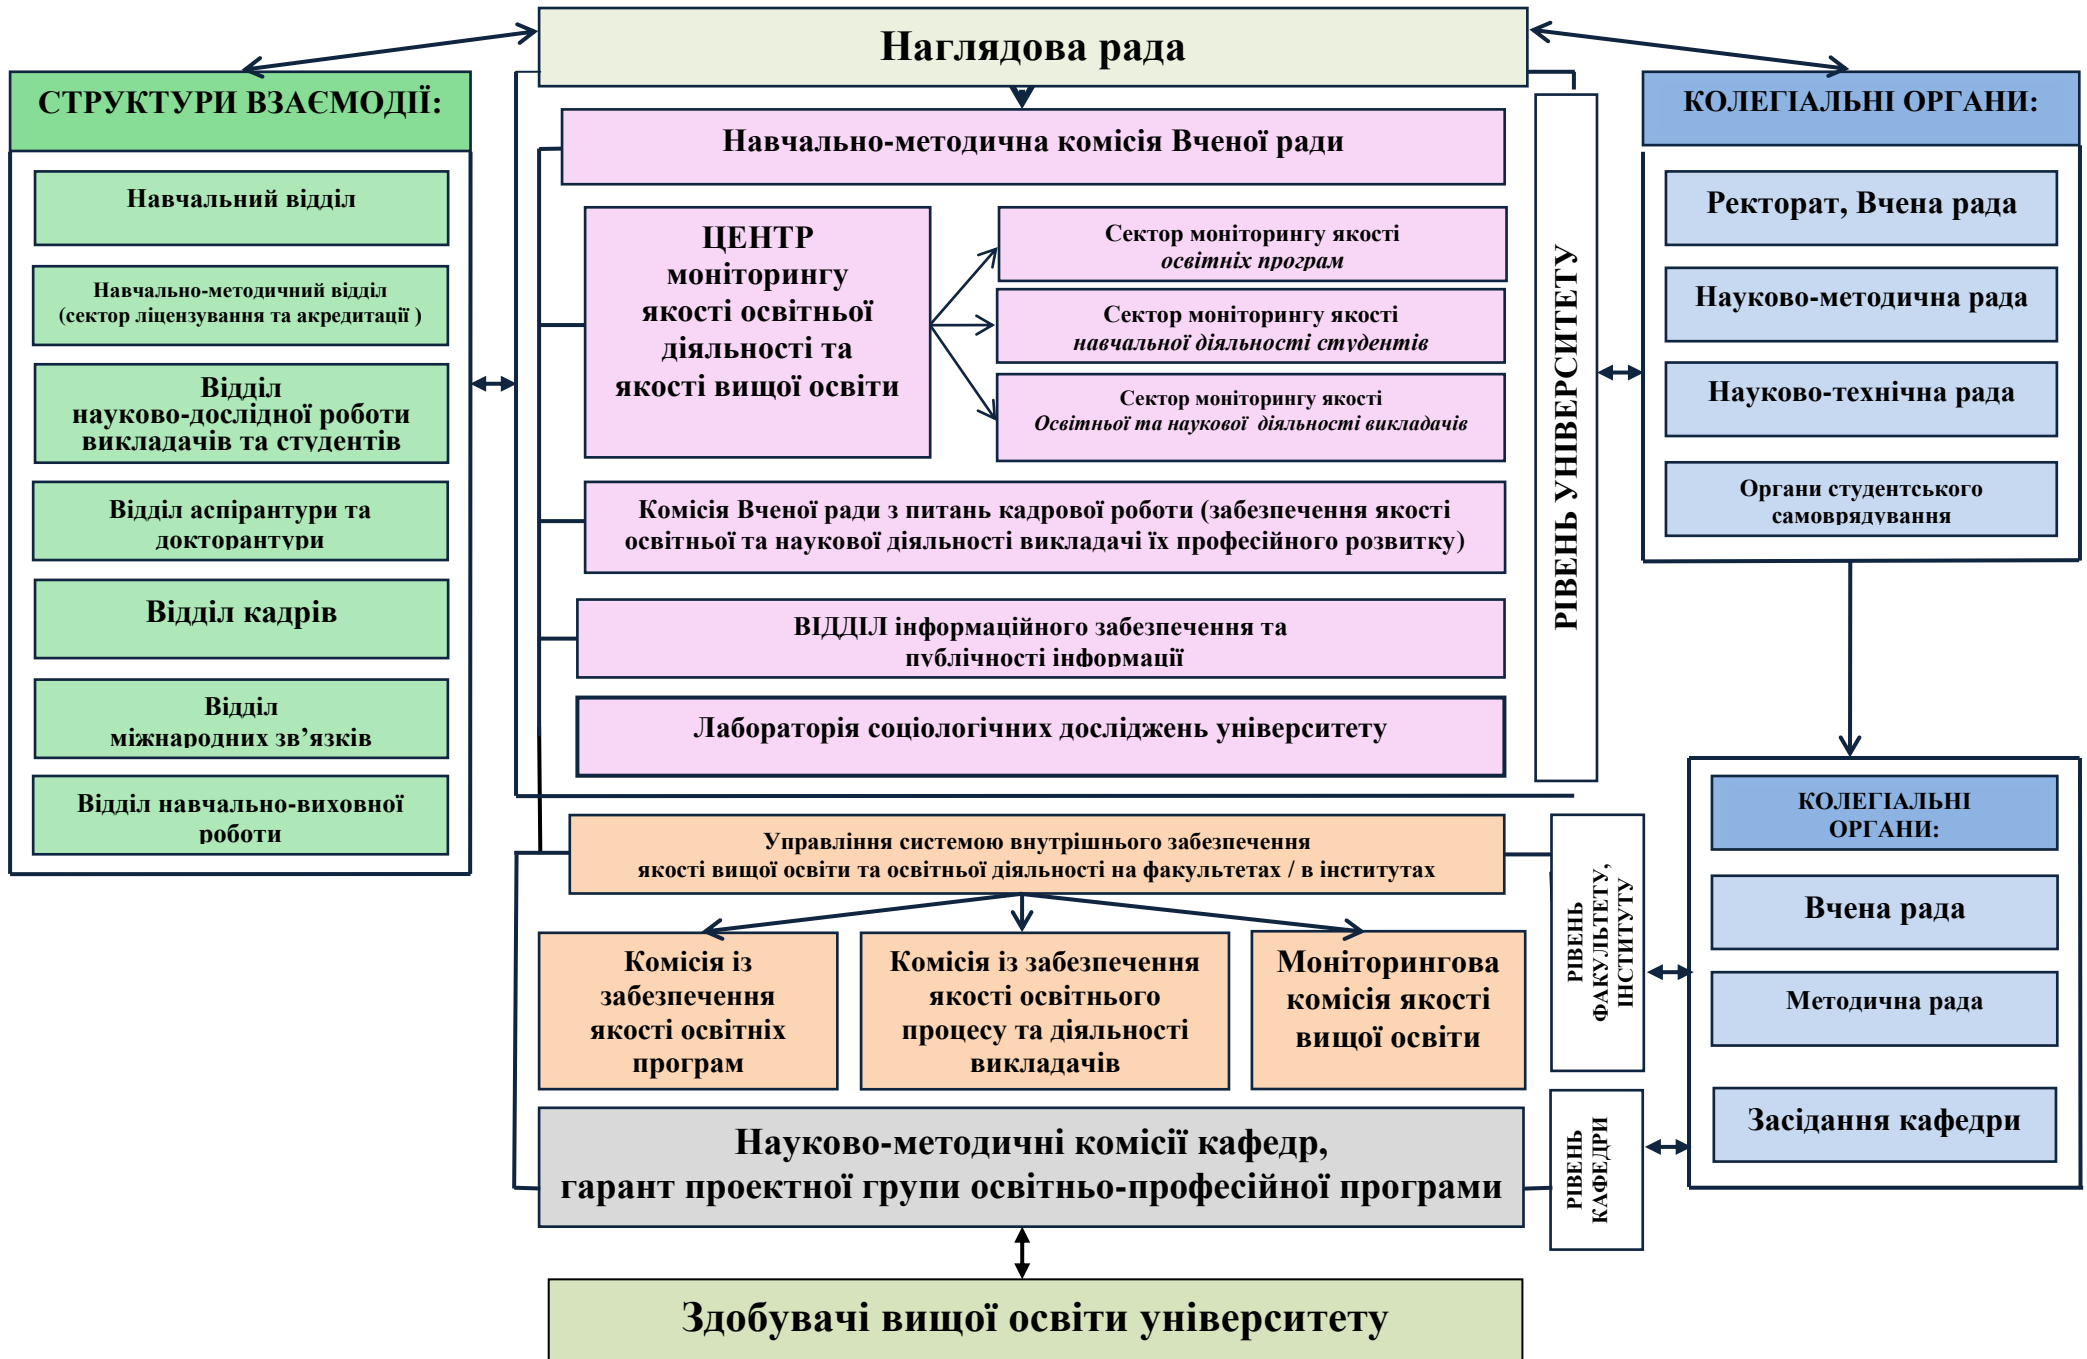 Наглядова рада
СТРУКТУРИ ВЗАЄМОДІЇ:
Навчальний відділ
Навчально-методичний відділ
(сектор ліцензування та акредитації )
Відділ
науково-дослідної роботи
викладачів та студентів
Відділ аспірантури та
докторантури
Відділ кадрів
Відділ
міжнародних зв’язків
Відділ навчально-виховної
роботи
Навчально-методична комісія Вченої ради
ЦЕНТР
моніторингу
якості освітньої
діяльності та
якості вищої освіти
Сектор моніторингу якості
освітніх програм
Сектор моніторингу якості
навчальної діяльності студентів
Сектор моніторингу якості
Освітньої та наукової діяльності викладачів
Комісія Вченої ради з питань кадрової роботи (забезпечення якості
освітньої та наукової діяльності викладачі їх професійного розвитку)
ВІДДІЛ інформаційного забезпечення та
публічності інформації
Лабораторія соціологічних досліджень університету
РІВЕНЬ УНІВЕРСИТЕТУ
КОЛЕГІАЛЬНІ ОРГАНИ:
Ректорат, Вчена рада
Науково-методична рада
Науково-технічна рада
Органи студентського
самоврядування
Управління системою внутрішнього забезпечення
якості вищої освіти та освітньої діяльності на факультетах / в інститутах
Комісія із
забезпечення
якості освітніх
програм
Комісія із забезпечення
якості освітнього
процесу та діяльності
викладачів
Моніторингова
комісія якості
вищої освіти
РІВЕНЬ
ФАКУЛЬТЕТУ,
ІНСТИТУТУ
КОЛЕГІАЛЬНІ
ОРГАНИ:
Вчена рада
Методична рада
Засідання кафедри
Науково-методичні комісії кафедр,
гарант проектної групи освітньо-професійної програми
РІВЕНЬ
КАФЕДРИ
Здобувачі вищої освіти університету